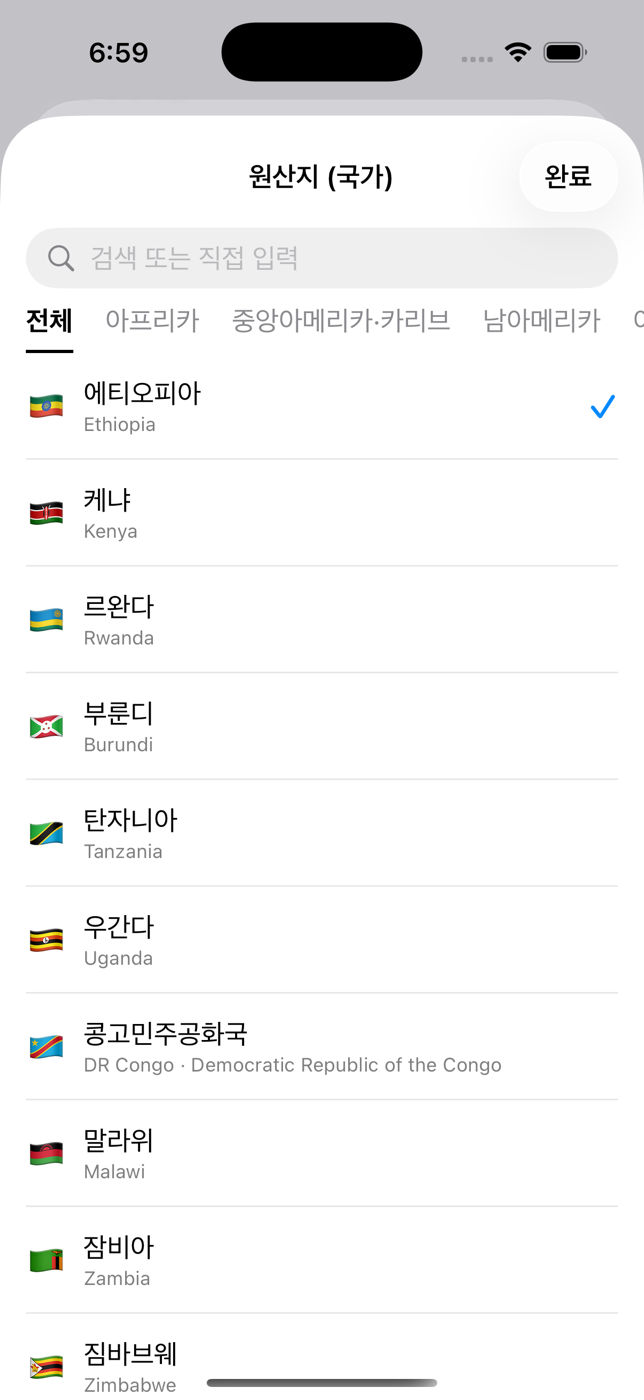 6:59
원산지 (국가)
완료
검색 또는 직접 입력
전체 아프리카 중앙아메리카·카리브 남아메리카
에티오피아
Ethiopia
케냐
Kenya
르완다
Rwanda
부룬디
Burundi
탄자니아
Tanzania
우간다
Uganda
콩고민주공화국
DR Congo · Democratic Republic of the Congo
말라위
Malawi
잠비아
Zambia
짐바브웨
Zimbabwe